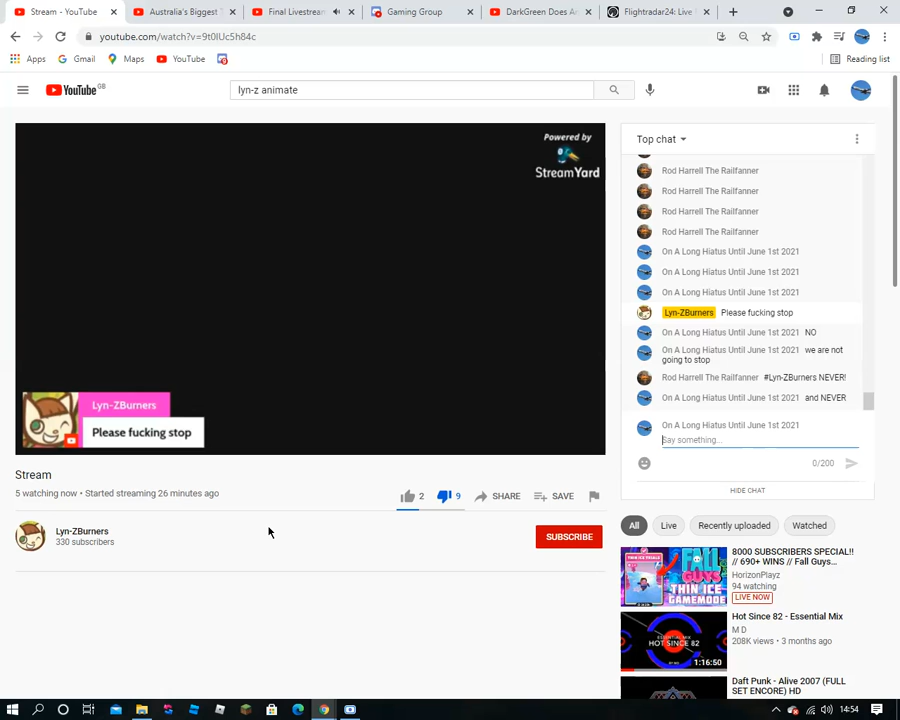 Stream - YouTube
Australia's Biggest
Final Livestream
Gaming Group
DarkGreen Does A
Flightradar24: Live
youtube.com/watch?v=9t0IUc5h84c
Apps
Gmail
Maps
YouTube
Reading list
YouTube GB
lyn-z animate
Powered by
StreamYard
Lyn-ZBurners
Please fucking stop
Stream
5 watching now • Started streaming 26 minutes ago
2
9
SHARE
SAVE
Lyn-ZBurners
330 subscribers
SUBSCRIBE
Top chat
Rod Harrell The Railfanner
Rod Harrell The Railfanner
Rod Harrell The Railfanner
Rod Harrell The Railfanner
On A Long Hiatus Until June 1st 2021
On A Long Hiatus Until June 1st 2021
On A Long Hiatus Until June 1st 2021
Lyn-ZBurners Please fucking stop
On A Long Hiatus Until June 1st 2021 NO
On A Long Hiatus Until June 1st 2021 we are not
going to stop
Rod Harrell The Railfanner #Lyn-ZBurners NEVER!
On A Long Hiatus Until June 1st 2021 and NEVER
On A Long Hiatus Until June 1st 2021
Say something...
0/200
HIDE CHAT
All
Live
Recently uploaded
Watched
8000 SUBSCRIBERS SPECIAL!!
// 690+ WINS // Fall Guys...
HorizonPlayz
94 watching
LIVE NOW
FALL GUYS
THIN ICE
GAMEMODE
Hot Since 82 - Essential Mix
M D
208K views • 3 months ago
HOT SINCE 82
1:16:50
Daft Punk - Alive 2007 (FULL
SET ENCORE) HD
14:54